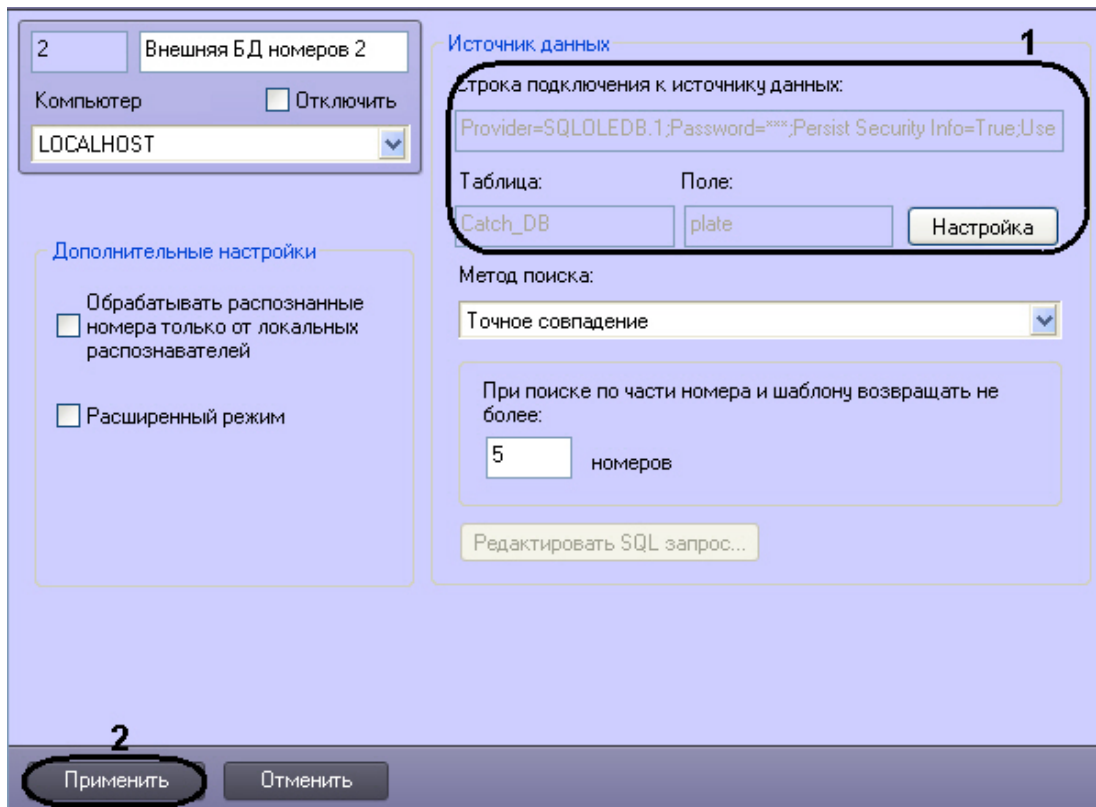 2
Внешняя БД номеров 2
Компьютер
Отключить
LOCALHOST
Дополнительные настройки
Обрабатывать распознанные
номера только от локальных
распознавателей
Расширенный режим
Источник данных
1
Строка подключения к источнику данных:
Provider=SQLOLEDB.1;Password=***;Persist Security Info=True;Use
Таблица:
Поле:
Catch_DB
plate
Настройка
Метод поиска:
Точное совпадение
При поиске по части номера и шаблону возвращать не
более:
5
номеров
Редактировать SQL запрос...
2
Применить
Отменить